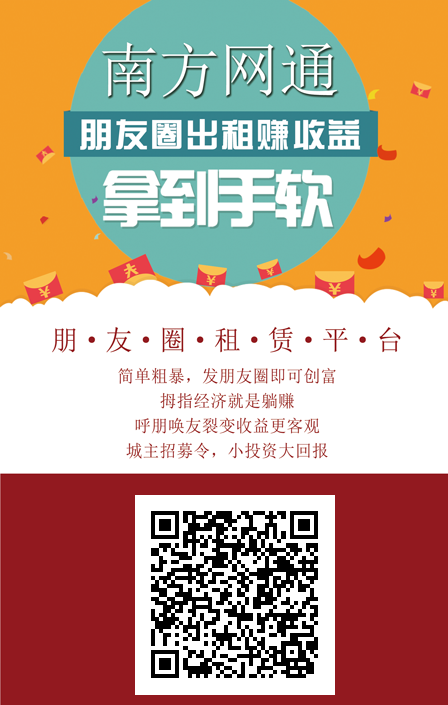 南方网通
朋友圈出租赚收益
拿到手软
大
¥
¥
¥
¥
¥
朋·友·圈·租·赁·平·台
简单粗暴，发朋友圈即可创富
拇指经济就是躺赚
呼朋唤友裂变收益更客观
城主招募令，小投资大回报